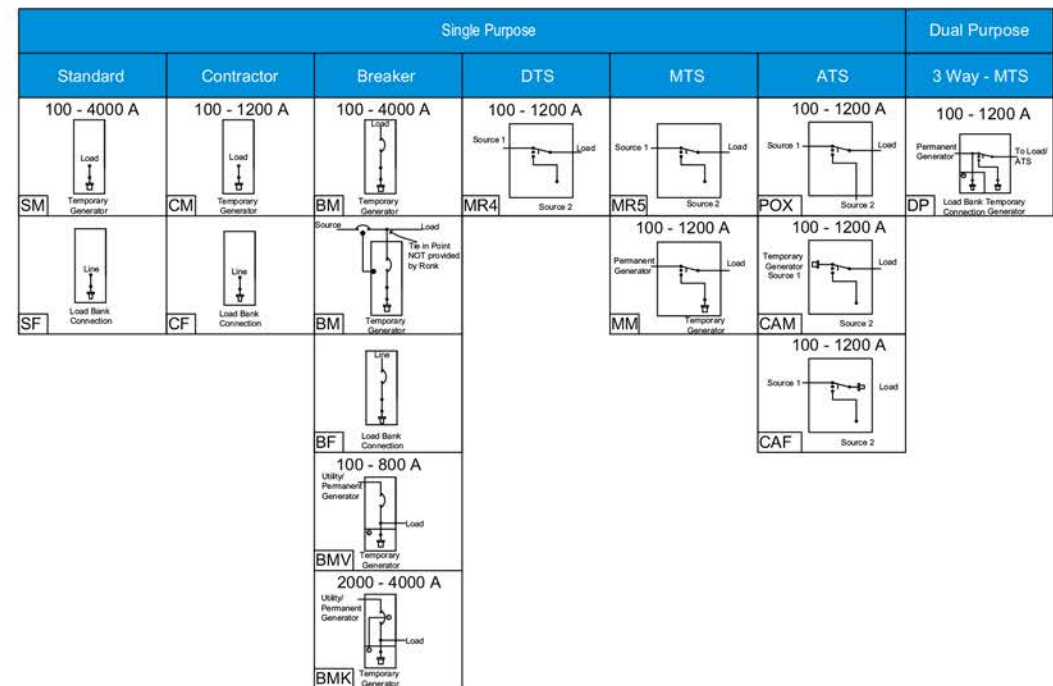 Single Purpose
Dual Purpose
Standard
Contractor
Breaker
DTS
MTS
ATS
3 Way - MTS
100 - 4000 A
Load
Temporary
Generator
SM
100 - 1200 A
Load
Temporary
Generator
CM
100 - 4000 A
Load
Temporary
Generator
BM
100 - 1200 A
Source 1
Load
Source 2
MR4
Source 1
Load
Source 2
MR5
100 - 1200 A
Source 1
Load
Source 2
POX
100 - 1200 A
Permanent
Generator
To Load/
ATS
Load Bank Temporary
Connection Generator
DP
Line
Load Bank
Connection
SF
Line
Load Bank
Connection
CF
Source
Load
Tie in Point
NOT provided
by Ronk
Temporary
Generator
BM
100 - 1200 A
Permanent
Generator
Load
Temporary
Generator
MM
100 - 1200 A
Temporary
Generator
Source 1
Load
Source 2
CAM
Line
Load Bank
Connection
BF
100 - 1200 A
Source 1
Load
Source 2
CAF
100 - 800 A
Utility/
Permanent
Generator
Load
Temporary
Generator
BMV
2000 - 4000 A
Utility/
Permanent
Generator
Load
Temporary
Generator
BMK